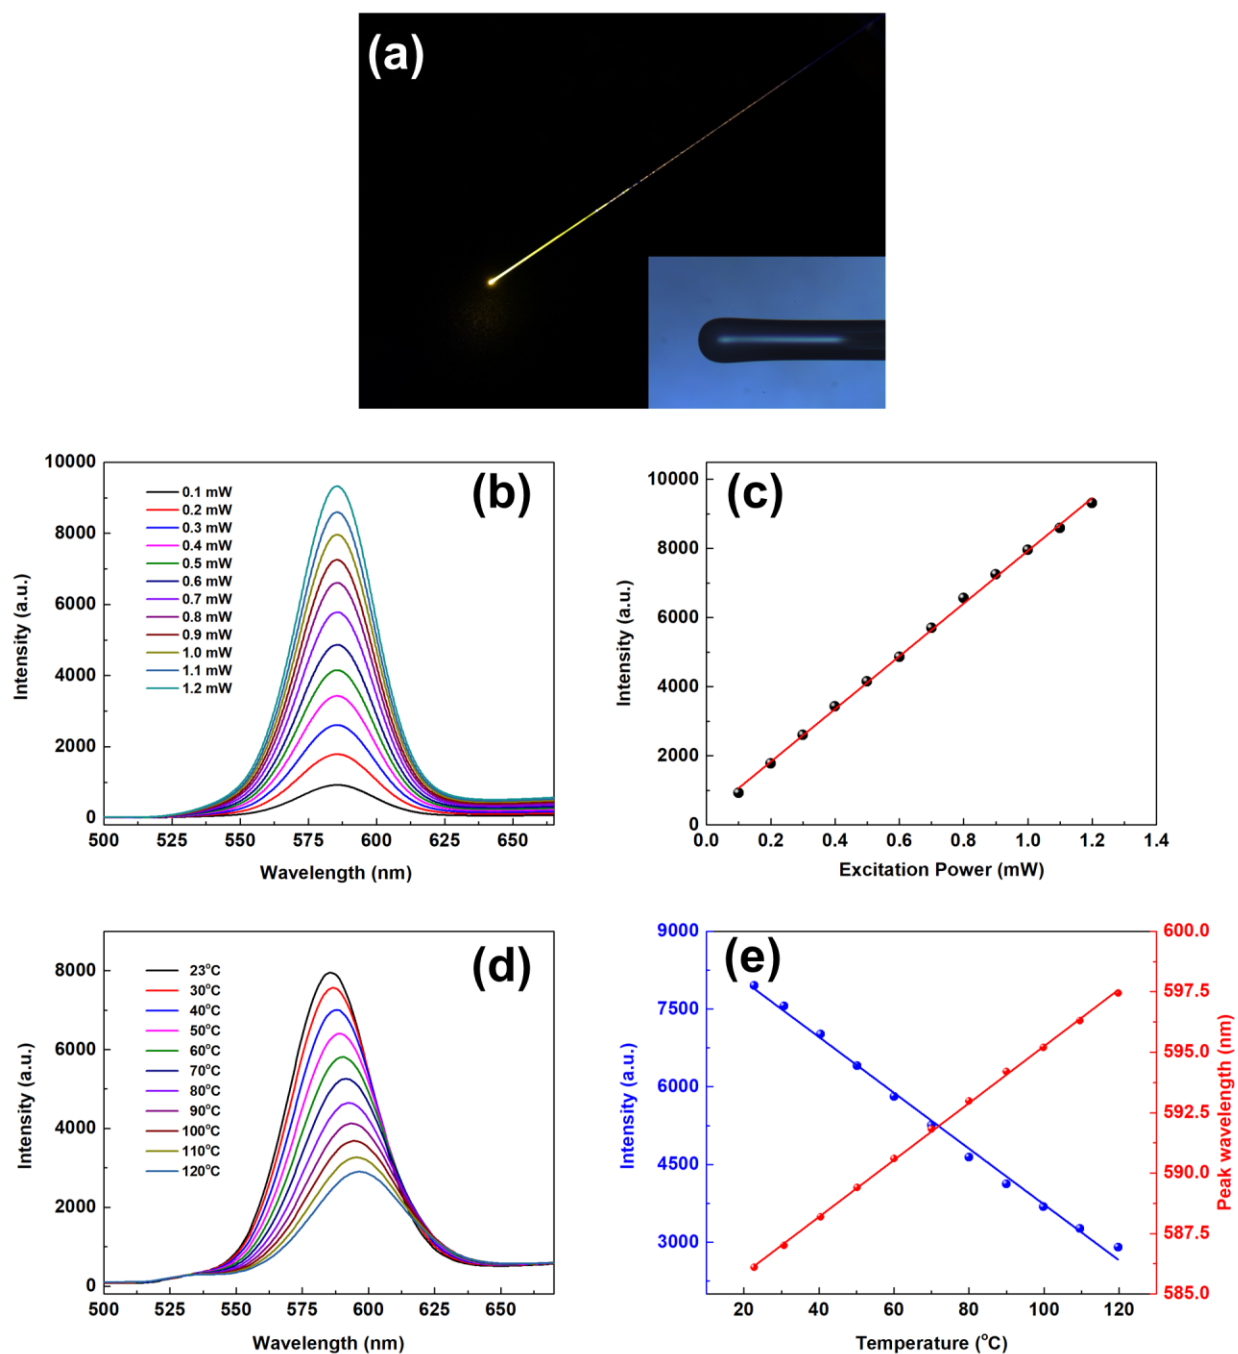 (a)
(b)
10000
8000
6000
4000
2000
0
Intensity (a.u.)
0.1 mW
0.2 mW
0.3 mW
0.4 mW
0.5 mW
0.6 mW
0.7 mW
0.8 mW
0.9 mW
1.0 mW
1.1 mW
1.2 mW
500 525 550 575 600 625 650
Wavelength (nm)
(c)
10000
8000
6000
4000
2000
0
Intensity (a.u.)
0.0 0.2 0.4 0.6 0.8 1.0 1.2 1.4
Excitation Power (mW)
(d)
8000
6000
4000
2000
0
Intensity (a.u.)
23°C
30°C
40°C
50°C
60°C
70°C
80°C
90°C
100°C
110°C
120°C
500 525 550 575 600 625 650
Wavelength (nm)
(e)
9000
7500
6000
4500
3000
Intensity (a.u.)
600.0
597.5
595.0
592.5
590.0
587.5
585.0
Peak wavelength (nm)
20 40 60 80 100 120
Temperature (°C)